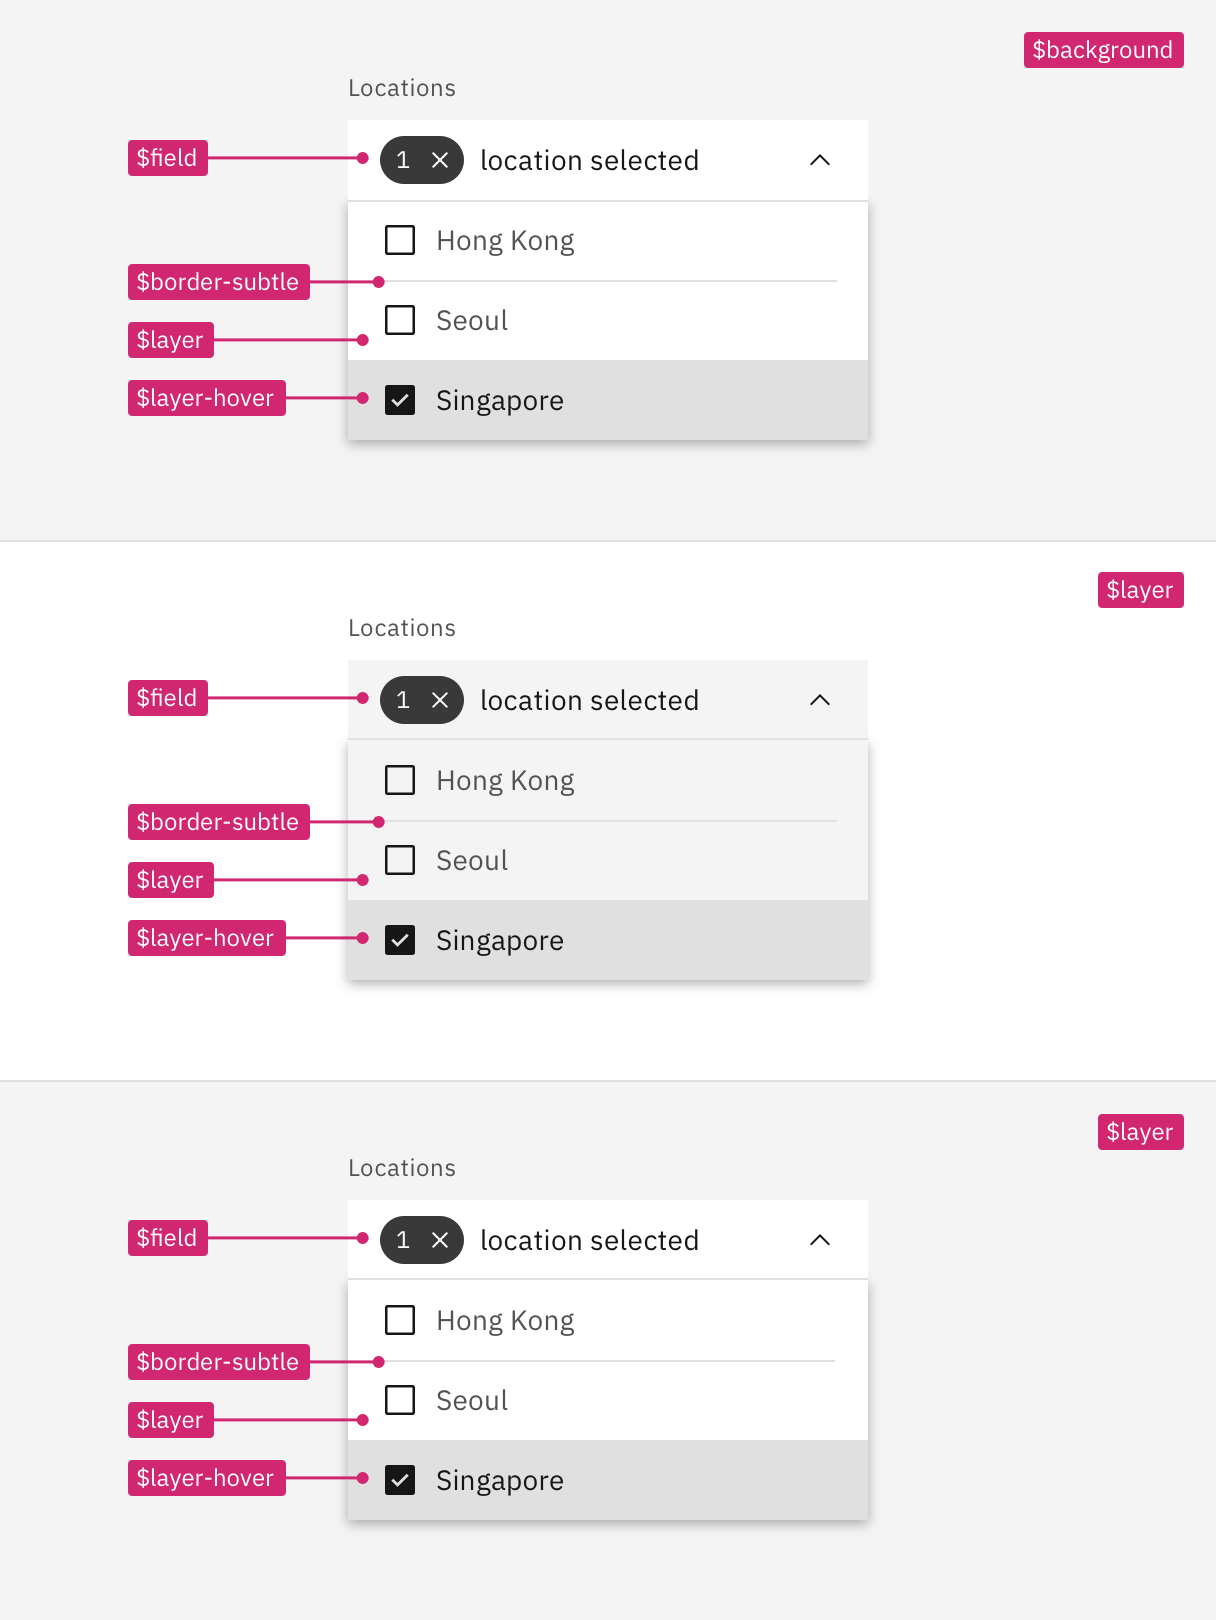 $background
Locations
$field
1 location selected
Hong Kong
$border-subtle
Seoul
$layer
$layer-hover
Singapore
$layer
Locations
$field
1 location selected
Hong Kong
$border-subtle
Seoul
$layer
$layer-hover
Singapore
$layer
Locations
$field
1 location selected
Hong Kong
$border-subtle
Seoul
$layer
$layer-hover
Singapore